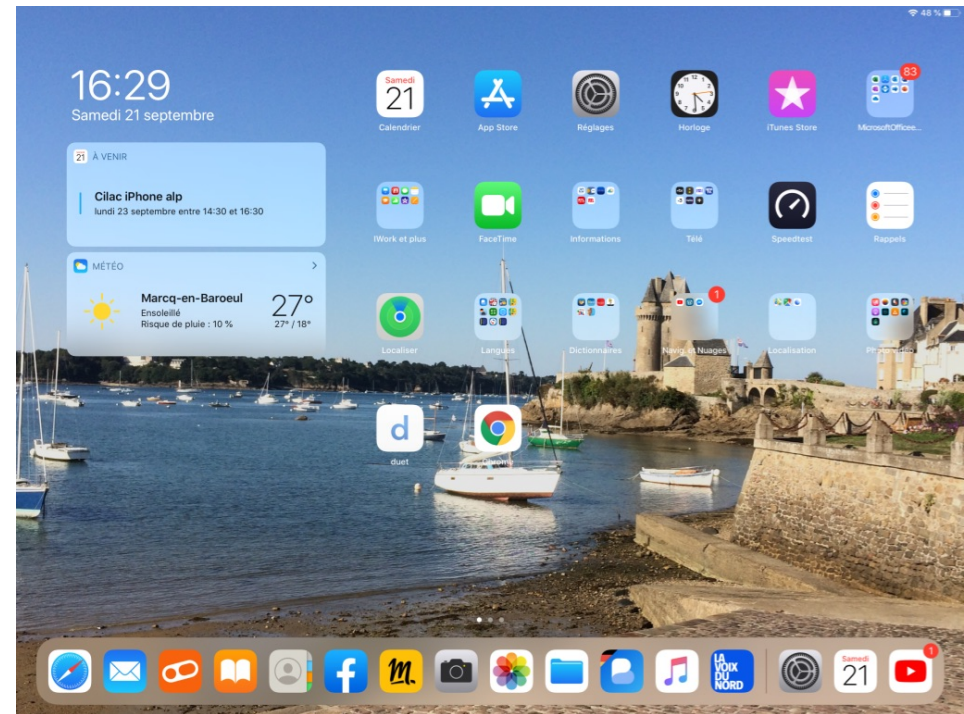 48 %
16:29
Samedi 21 septembre
21 À VENIR
Cilac iPhone alp
lundi 23 septembre entre 14:30 et 16:30
MÉTÉO
Marcq-en-Baroeul
Ensoleillé
Risque de pluie : 10 %
27°
27° / 18°
Samedi
21
83
Calendrier
App Store
Réglages
Horloge
iTunes Store
MicrosoftOfficee...
iWork et plus
FaceTime
Informations
Télé
Speedtest
Rappels
1
Localiser
Langues
Dictionnaires
Navig. et Nuages
Localisation
d
duet
Chrome
m.
LA
VOIX
DU
NORD
Samedi
21
1